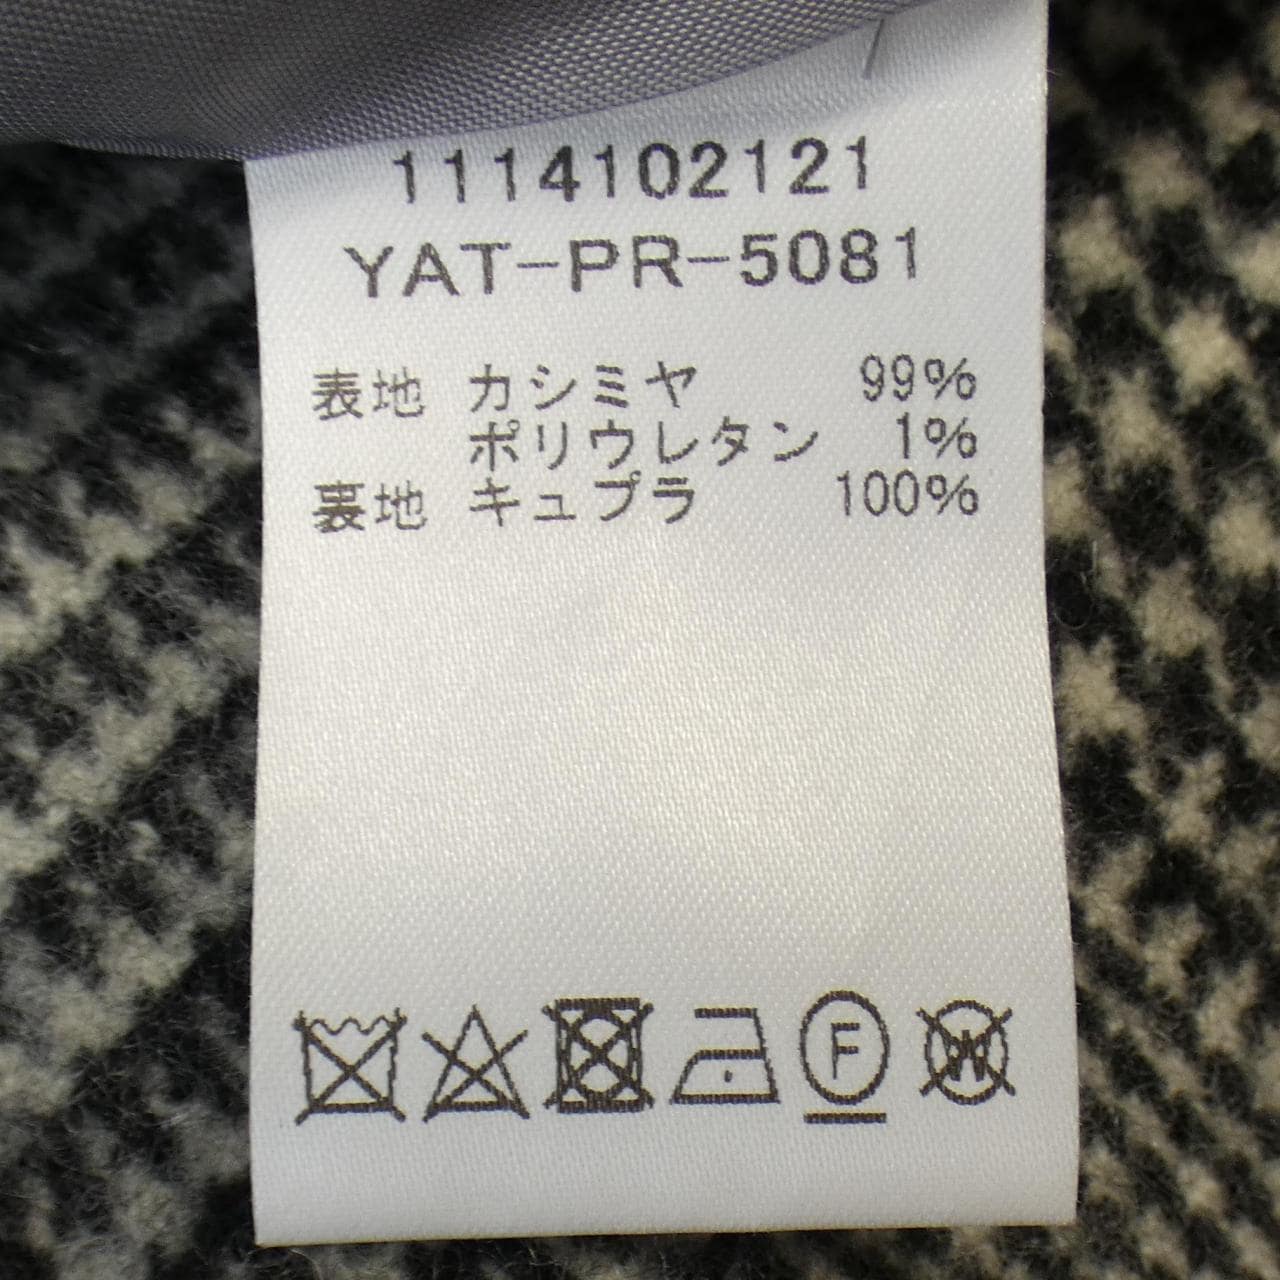 1114102121
YAT-PR-5081
表地 カシミヤ 99%
ポリウレタン 1%
裏地 キュプラ 100%
F W